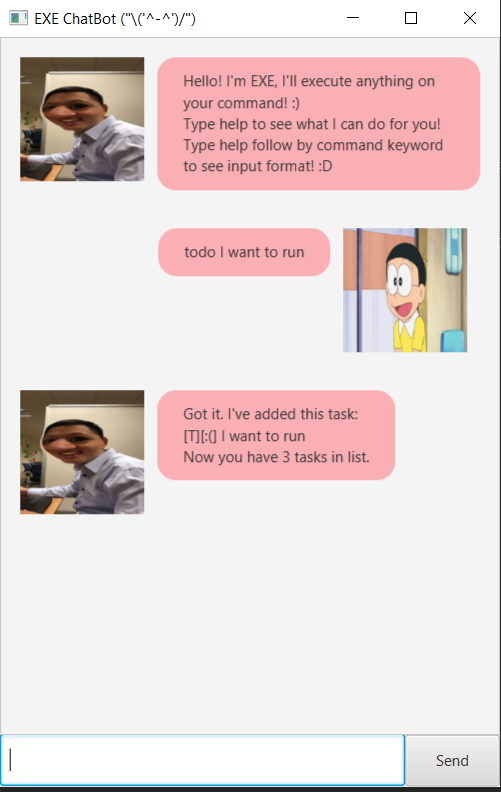 EXE ChatBot ("\('^-^')/")
Hello! I'm EXE, I'll execute anything on
your command! :)
Type help to see what I can do for you!
Type help follow by command keyword
to see input format! :D
todo I want to run
Got it. I've added this task:
[T][:(] I want to run
Now you have 3 tasks in list.
Send